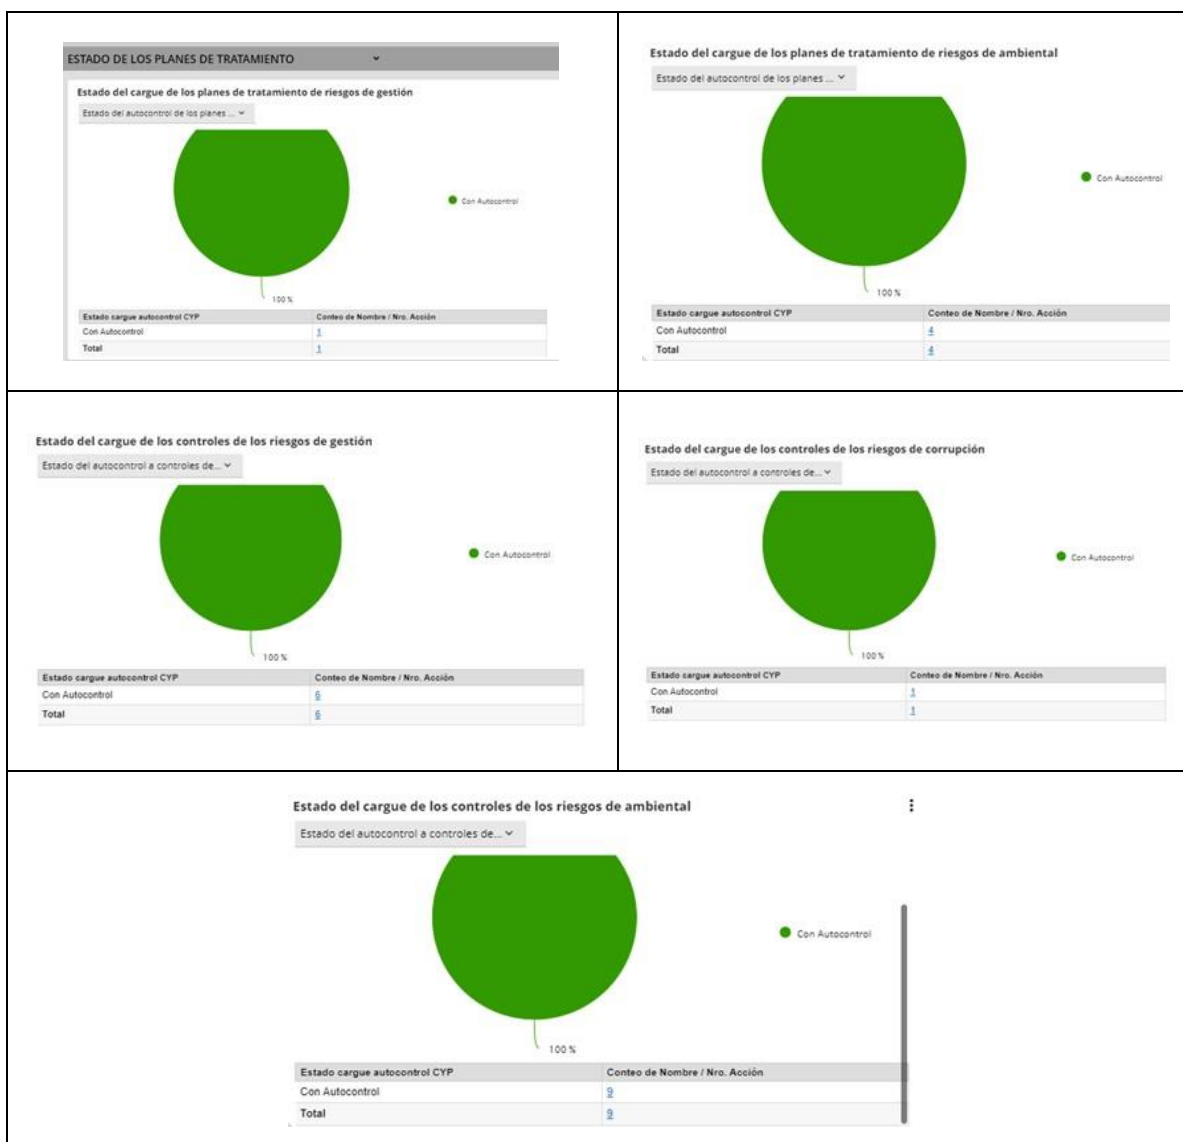 ESTADO DE LOS PLANES DE TRATAMIENTO
Estado del cargue de los planes de tratamiento de riesgos de gestión
Estado del autocontrol de los planes ...
Con Autocontrol
100 %
Estado cargue autocontrol CYP Conteo de Nombre / Nro. Acción
Con Autocontrol 1
Total 1
Estado del cargue de los planes de tratamiento de riesgos de ambiental
Estado del autocontrol de los planes ...
Con Autocontrol
100 %
Estado cargue autocontrol CYP Conteo de Nombre / Nro. Acción
Con Autocontrol 4
Total 4
Estado del cargue de los controles de los riesgos de gestión
Estado del autocontrol a controles de...
Con Autocontrol
100 %
Estado cargue autocontrol CYP Conteo de Nombre / Nro. Acción
Con Autocontrol 6
Total 6
Estado del cargue de los controles de los riesgos de corrupción
Estado del autocontrol a controles de...
Con Autocontrol
100 %
Estado cargue autocontrol CYP Conteo de Nombre / Nro. Acción
Con Autocontrol 1
Total 1
Estado del cargue de los controles de los riesgos de ambiental
Estado del autocontrol a controles de...
Con Autocontrol
100 %
Estado cargue autocontrol CYP Conteo de Nombre / Nro. Acción
Con Autocontrol 9
Total 9